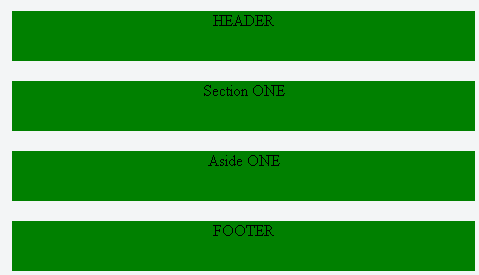 HEADER
Section ONE
Aside ONE
FOOTER